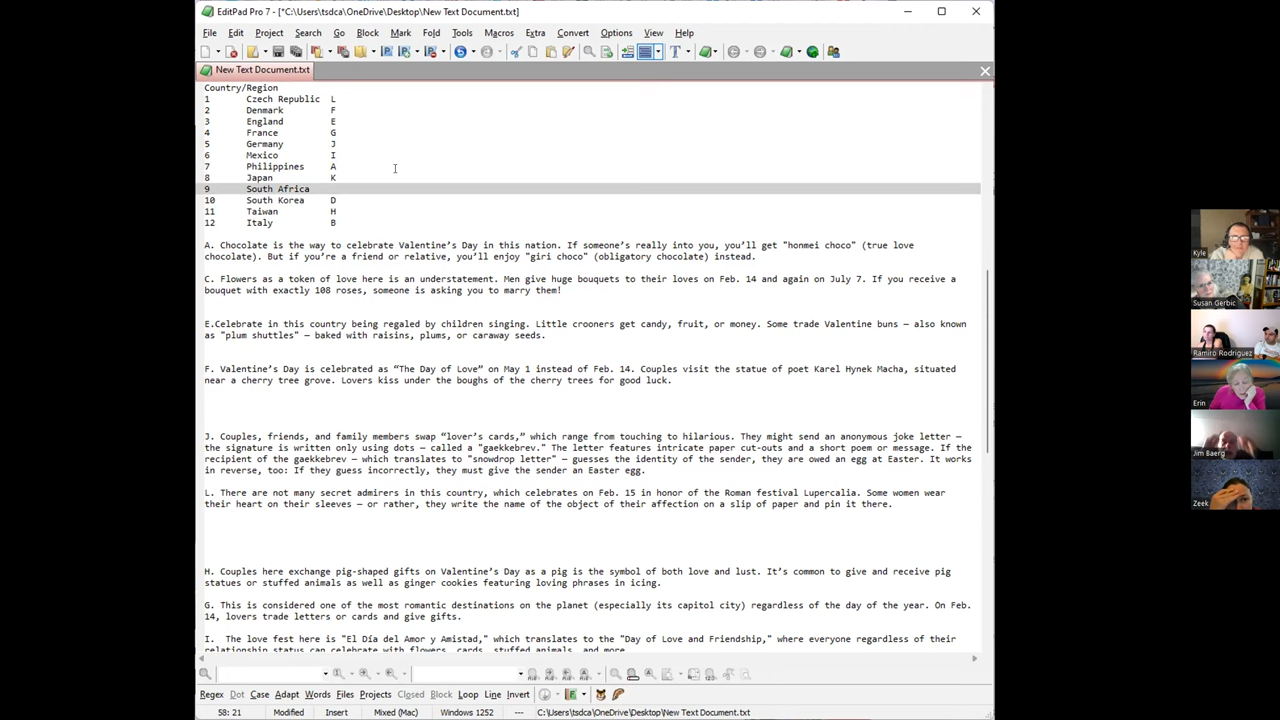 EditPad Pro 7 - [*C:\Users\tsdca\OneDrive\Desktop\New Text Document.txt]
File Edit Project Search Go Block Mark Fold Tools Macros Extra Convert Options View Help
New Text Document.txt
Country/Region
1 Czech Republic L
2 Denmark F
3 England E
4 France G
5 Germany J
6 Mexico I
7 Philippines A
8 Japan K
9 South Africa
10 South Korea D
11 Taiwan H
12 Italy B
A. Chocolate is the way to celebrate Valentine’s Day in this nation. If someone’s really into you, you’ll get "honmei choco" (true love
chocolate). But if you’re a friend or relative, you’ll enjoy "giri choco" (obligatory chocolate) instead.
C. Flowers as a token of love here is an understatement. Men give huge bouquets to their loves on Feb. 14 and again on July 7. If you receive a
bouquet with exactly 108 roses, someone is asking you to marry them!
E.Celebrate in this country being regaled by children singing. Little crooners get candy, fruit, or money. Some trade Valentine buns — also known
as "plum shuttles" — baked with raisins, plums, or caraway seeds.
F. Valentine’s Day is celebrated as “The Day of Love” on May 1 instead of Feb. 14. Couples visit the statue of poet Karel Hynek Macha, situated
near a cherry tree grove. Lovers kiss under the boughs of the cherry trees for good luck.
J. Couples, friends, and family members swap “lover’s cards,” which range from touching to hilarious. They might send an anonymous joke letter —
the signature is written only using dots — called a "gaekkebrev." The letter features intricate paper cut-outs and a short poem or message. If the
recipient of the gaekkebrev — which translates to "snowdrop letter" — guesses the identity of the sender, they are owed an egg at Easter. It works
in reverse, too: If they guess incorrectly, they must give the sender an Easter egg.
L. There are not many secret admirers in this country, which celebrates on Feb. 15 in honor of the Roman festival Lupercalia. Some women wear
their heart on their sleeves — or rather, they write the name of the object of their affection on a slip of paper and pin it there.
H. Couples here exchange pig-shaped gifts on Valentine’s Day as a pig is the symbol of both love and lust. It’s common to give and receive pig
statues or stuffed animals as well as ginger cookies featuring loving phrases in icing.
G. This is considered one of the most romantic destinations on the planet (especially its capitol city) regardless of the day of the year. On Feb.
14, lovers trade letters or cards and give gifts.
I. The love fest here is "El Día del Amor y Amistad," which translates to the "Day of Love and Friendship," where everyone regardless of their
relationship status can celebrate with flowers, cards, stuffed animals, and more.
Regex Dot Case Adapt Words Files Projects Closed Block Loop Line Invert
58: 21 Modified Insert Mixed (Mac) Windows 1252 --- C:\Users\tsdca\OneDrive\Desktop\New Text Document.txt
Kyle
Susan Gerbic
Ramiro Rodriguez
Erin
Jim Baerg
Zeek